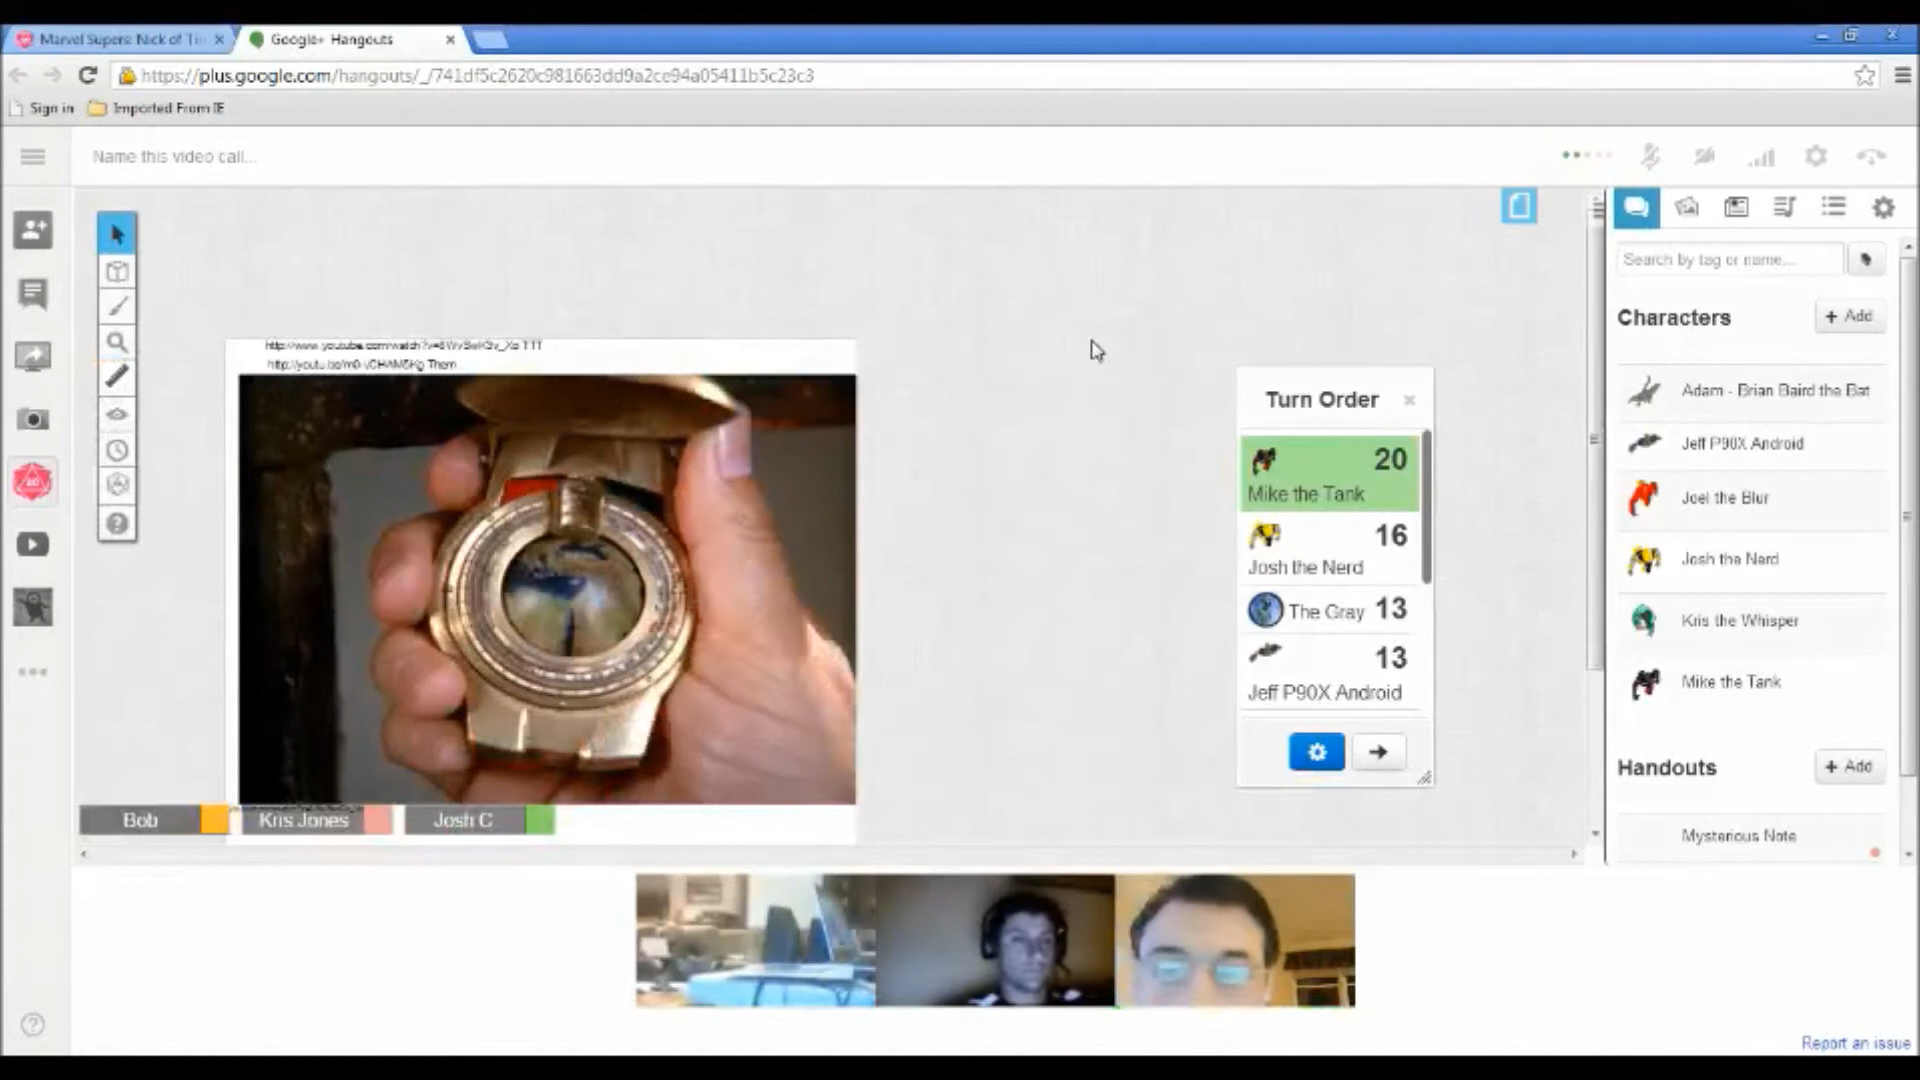 Marvel Supers: Nick of Ti
Google+ Hangouts
https://plus.google.com/hangouts/_/741df5c2620c981663dd9a2ce94a05411b5c23c3
Sign in
Imported From IE
Name this video call...
Search by tag or name...
Characters
+ Add
Adam - Brian Baird the Bat
Jeff P90X Android
Joel the Blur
Josh the Nerd
Kris the Whisper
Mike the Tank
Handouts
+ Add
Mysterious Note
Turn Order
20
Mike the Tank
16
Josh the Nerd
The Gray 13
13
Jeff P90X Android
Bob
Kris Jones
Josh C
Report an issue